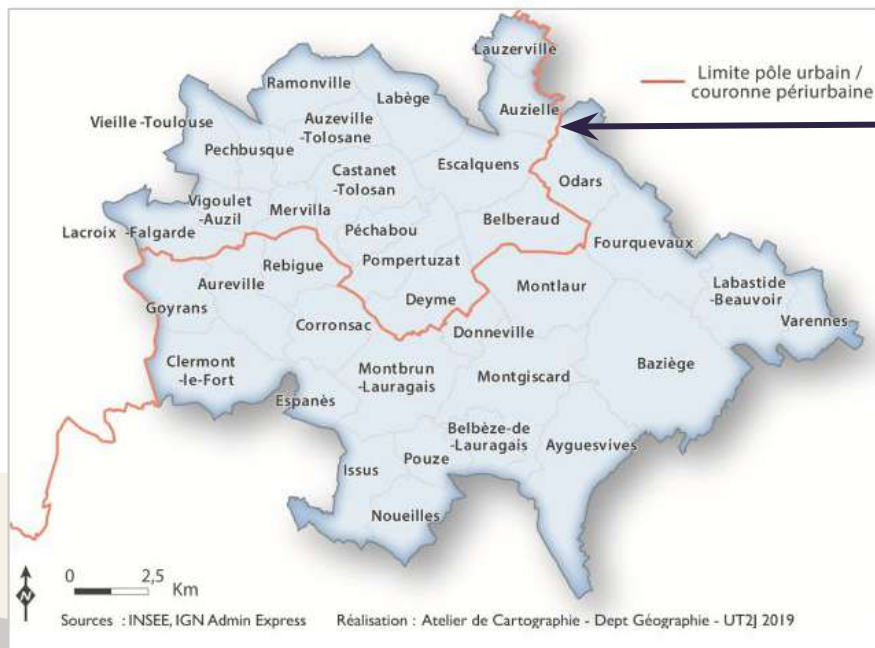 Lauzerville
Limite pôle urbain /
couronne périurbaine
Ramonville
Labège
Auzielle
Vieille-Toulouse
Auzeville
-Tolosane
Pechbusque
Escalquens
Castanet
-Tolosan
Odars
Vigoulet
-Auzil
Mervilla
Belberaud
Lacroix -Falgarde
Péchabou
Fourquevaux
Pompertuzat
Rebigue
Aureville
Montlaur
Labastide
-Beauvoir
Goyrans
Deyme
Varennes
Corronsac
Donneville
Clermont
-le-Fort
Montbrun
-Lauragais
Montgiscard
Baziège
Espanès
Belbèze-de
-Lauragais
Ayguesvives
Pouze
Issus
Noueilles
N
0 2,5 Km
Sources : INSEE, IGN Admin Express Réalisation : Atelier de Cartographie - Dept Géographie - UT2J 2019